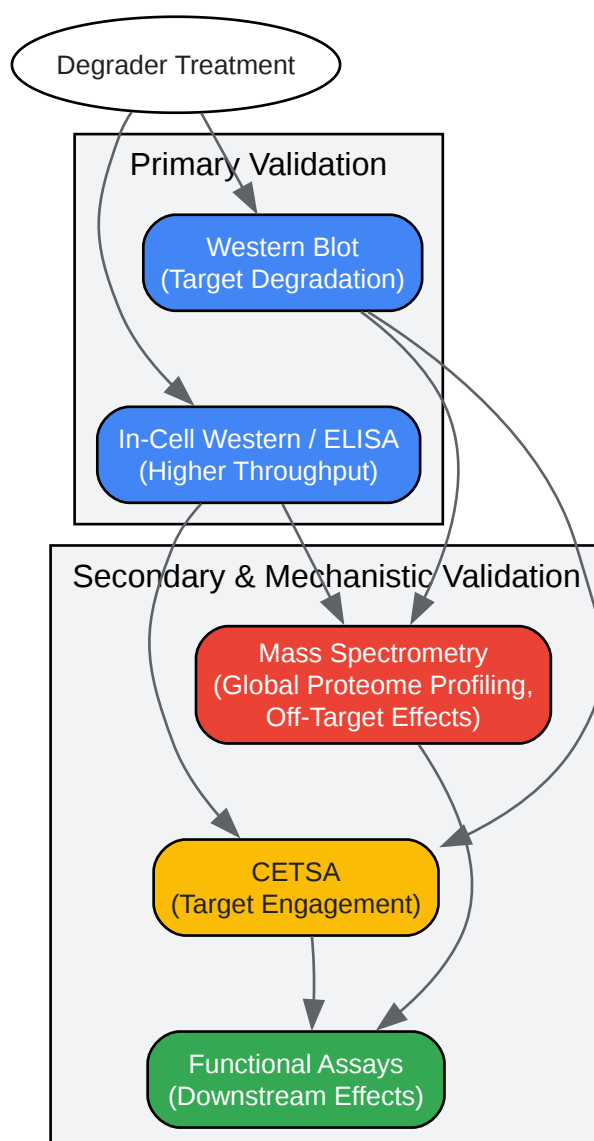 Degrader Treatment
Primary Validation
Western Blot
(Target Degradation)
In-Cell Western / ELISA
(Higher Throughput)
Secondary & Mechanistic Validation
Mass Spectrometry
(Global Proteome Profiling,
Off-Target Effects)
CETSA
(Target Engagement)
Functional Assays
(Downstream Effects)